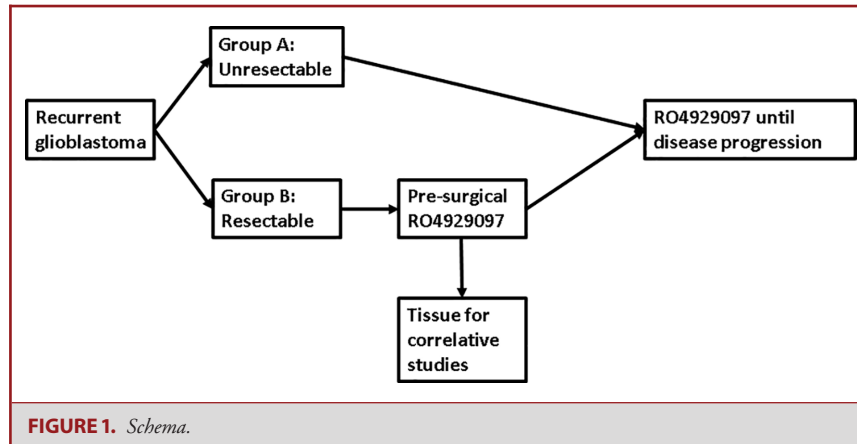 Group A:
Unresectable
Recurrent
glioblastoma
RO4929097 until
disease progression
Group B:
Resectable
Pre-surgical
RO4929097
Tissue for
correlative
studies
FIGURE 1. Schema.